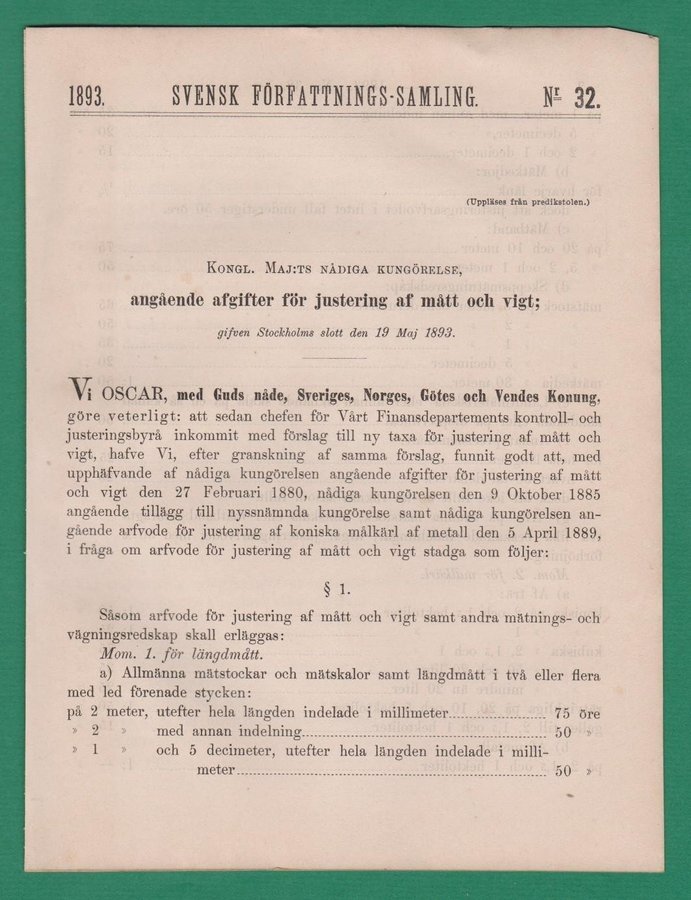 1893. SVENSK FÖRFATTNINGS-SAMLING. Nr 32.
(Uppläses från predikstolen.)
KONGL. MAJ:TS NÅDIGA KUNGÖRELSE,
angående afgifter för justering af mått och vigt;
gifven Stockholms slott den 19 Maj 1893.
Vi OSCAR, med Guds nåde, Sveriges, Norges, Götes och Vendes Konung,
göre veterligt: att sedan chefen för Vårt Finansdepartements kontroll- och
justeringsbyrå inkommit med förslag till ny taxa för justering af mått och
vigt, hafve Vi, efter granskning af samma förslag, funnit godt att, med
upphäfvande af nådiga kungörelsen angående afgifter för justering af mått
och vigt den 27 Februari 1880, nådiga kungörelsen den 9 Oktober 1885
angående tillägg till nyssnämnda kungörelse samt nådiga kungörelsen an-
gående arfvode för justering af koniska målkärl af metall den 5 April 1889,
i fråga om arfvode för justering af mått och vigt stadga som följer:
§ 1.
Såsom arfvode för justering af mått och vigt samt andra mätnings- och
vägningsredskap skall erläggas:
Mom. 1. för längdmått.
a) Allmänna mätstockar och mätskalor samt längdmått i två eller flera
med led förenade stycken:
på 2 meter, utefter hela längden indelade i millimeter 75 öre
» 2 » med annan indelning 50 »
» 1 » och 5 decimeter, utefter hela längden indelade i milli-
meter 50 »